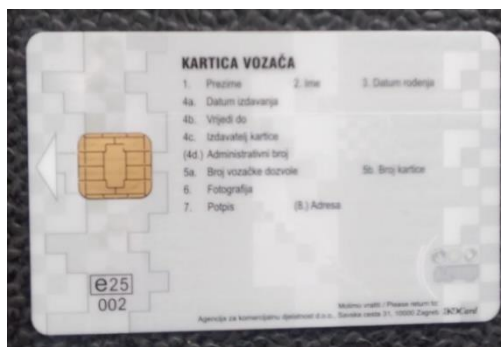 KARTICA VOZAČA
1. Prezime 2. Ime 3. Datum rođenja
4a. Datum izdavanja
4b. Vrijedi do
4c. Izdavatelj kartice
(4d.) Administrativni broj
5a. Broj vozačke dozvole 5b. Broj kartice
6. Fotografija
7. Potpis (8.) Adresa
e25
002
Molimo vratiti / Please return to:
Agencija za komercijalnu djelatnost d.o.o., Savska cesta 31, 10000 Zagreb